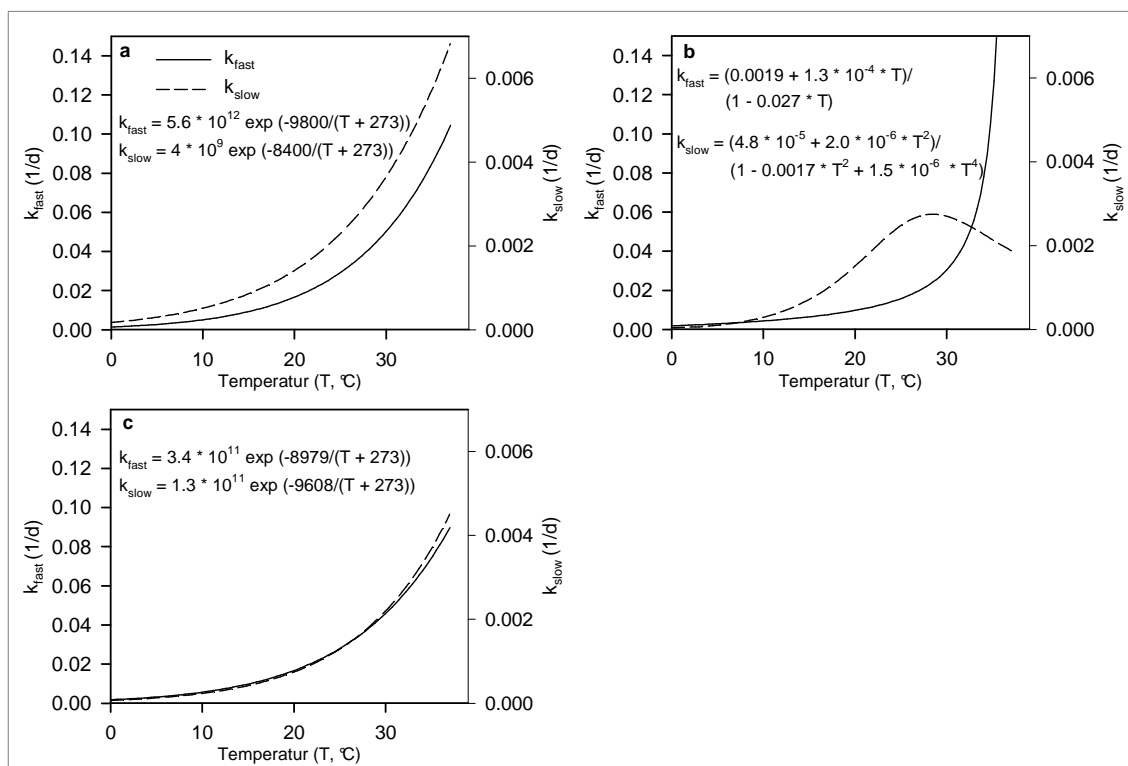 a
k_fast
k_slow
k_fast = 5.6 * 10^12 exp (-9800/(T + 273))
k_slow = 4 * 10^9 exp (-8400/(T + 273))
0.14
0.12
0.10
0.08
0.06
0.04
0.02
0.00
k_fast (1/d)
0.006
0.004
0.002
0.000
k_slow (1/d)
0 10 20 30
Temperatur (T, °C)
b
k_fast = (0.0019 + 1.3 * 10^-4 * T)/
(1 - 0.027 * T)
k_slow = (4.8 * 10^-5 + 2.0 * 10^-6 * T^2)/
(1 - 0.0017 * T^2 + 1.5 * 10^-6 * T^4)
0.14
0.12
0.10
0.08
0.06
0.04
0.02
0.00
k_fast (1/d)
0.006
0.004
0.002
0.000
k_slow (1/d)
0 10 20 30
Temperatur (T, °C)
c
k_fast = 3.4 * 10^11 exp (-8979/(T + 273))
k_slow = 1.3 * 10^11 exp (-9608/(T + 273))
0.14
0.12
0.10
0.08
0.06
0.04
0.02
0.00
k_fast (1/d)
0.006
0.004
0.002
0.000
k_slow (1/d)
0 10 20 30
Temperatur (T, °C)